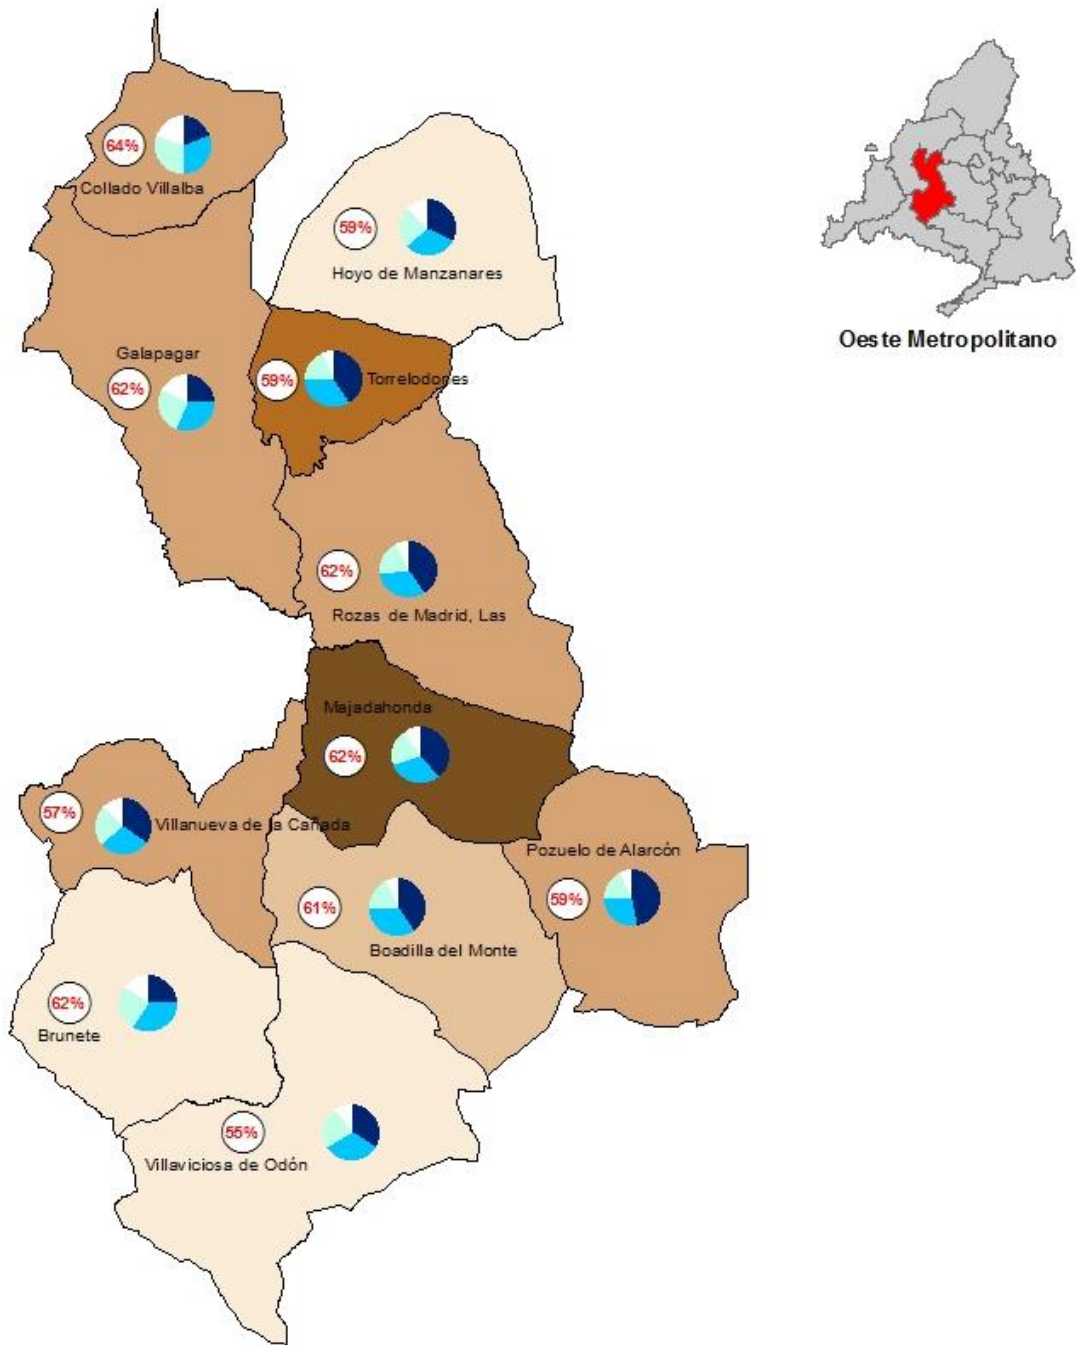 64%
Collado Villalba
59%
Hoyo de Manzanares
Oeste Metropolitano
Galapagar
62%
59%
Torrelodones
62%
Rozas de Madrid, Las
Majadahonda
62%
57%
Villanueva de la Cañada
Pozuelo de Alarcón
59%
61%
Boadilla del Monte
62%
Brunete
55%
Villaviciosa de Odón